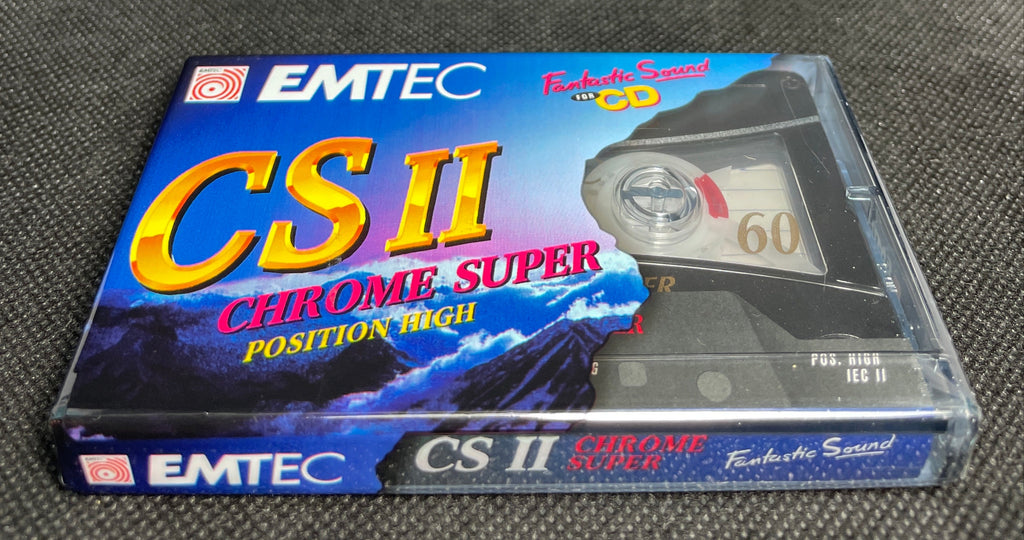 EMTEC EMTEC
Fantastic Sound
FOR CD
CS II
60
CHROME SUPER
POSITION HIGH
POS. HIGH
IEC II
EMTEC
CS II
CHROME
SUPER
Fantastic Sound